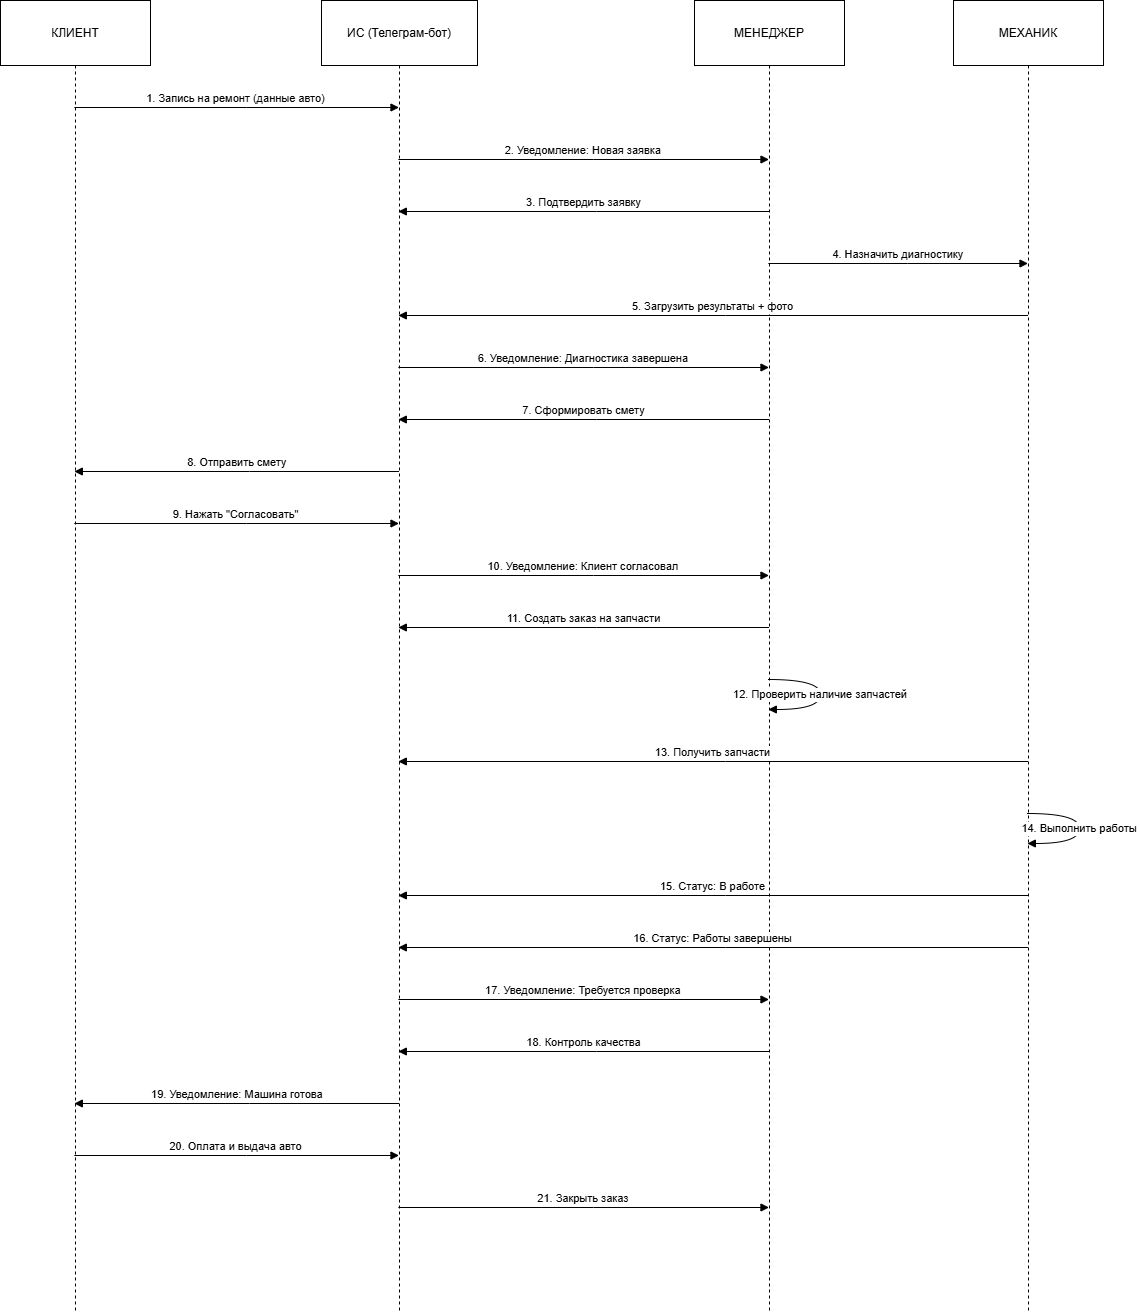 КЛИЕНТ
ИС (Телеграм-бот)
МЕНЕДЖЕР
МЕХАНИК
1. Запись на ремонт (данные авто)
2. Уведомление: Новая заявка
3. Подтвердить заявку
4. Назначить диагностику
5. Загрузить результаты + фото
6. Уведомление: Диагностика завершена
7. Сформировать смету
8. Отправить смету
9. Нажать "Согласовать"
10. Уведомление: Клиент согласовал
11. Создать заказ на запчасти
12. Проверить наличие запчастей
13. Получить запчасти
14. Выполнить работы
15. Статус: В работе
16. Статус: Работы завершены
17. Уведомление: Требуется проверка
18. Контроль качества
19. Уведомление: Машина готова
20. Оплата и выдача авто
21. Закрыть заказ